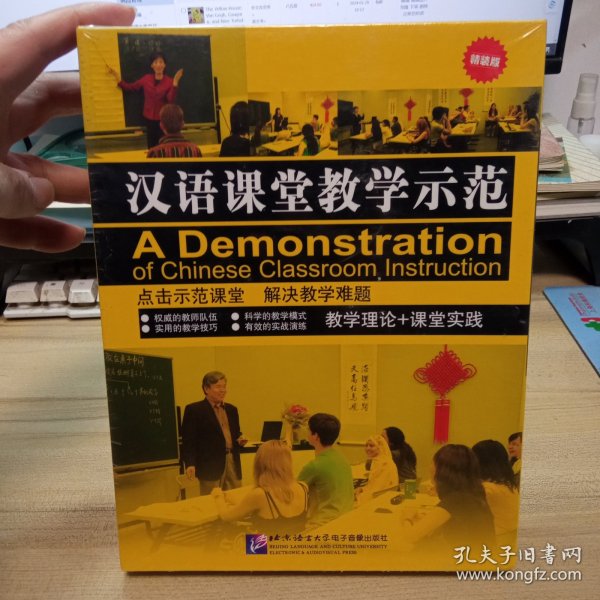 精装版
汉语课堂教学示范
A Demonstration
of Chinese Classroom Instruction
点击示范课堂 解决教学难题
●权威的教师队伍 ●科学的教学模式
●实用的教学技巧 ●有效的实战演练
教学理论+课堂实践
北京语言大学电子音像出版社
BEIJING LANGUAGE AND CULTURE UNIVERSITY
ELECTRONIC & AUDIOVISUAL PRESS
孔夫子旧书网
www.kongfz.com